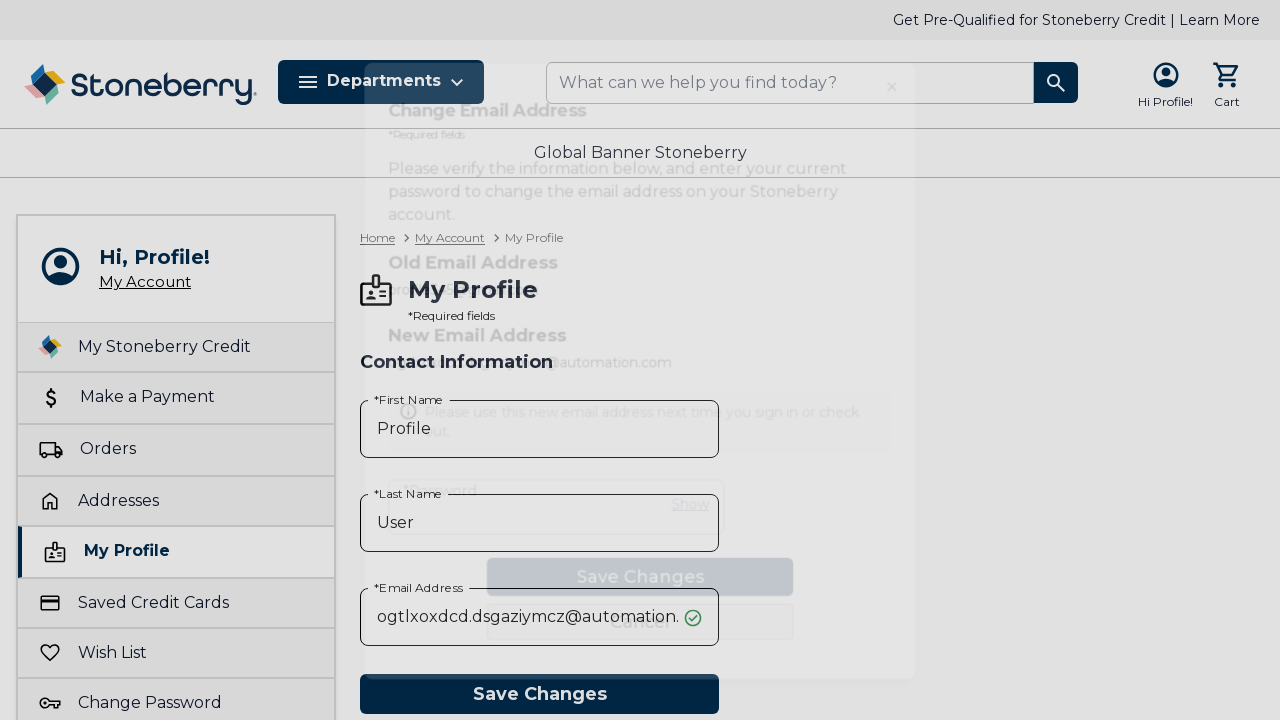 Get Pre-Qualified for Stoneberry Credit | Learn More
Stoneberry
Departments
What can we help you find today?
Hi Profile!
Cart
Change Email Address
*Required fields
Global Banner Stoneberry
Please verify the information below, and enter your current
password to change the email address on your Stoneberry
account.
Hi, Profile!
My Account
Home > My Account > My Profile
Old Email Address
My Profile
*Required fields
New Email Address
Contact Information
@automation.com
*First Name
Profile
Please use this new email address next time you sign in or check
out.
*Last Name
User
*Password
Show
Save Changes
*Email Address
ogtlxoxdcd.dsgaziymcz@automation.
Cancel
Save Changes
My Stoneberry Credit
Make a Payment
Orders
Addresses
My Profile
Saved Credit Cards
Wish List
Change Password